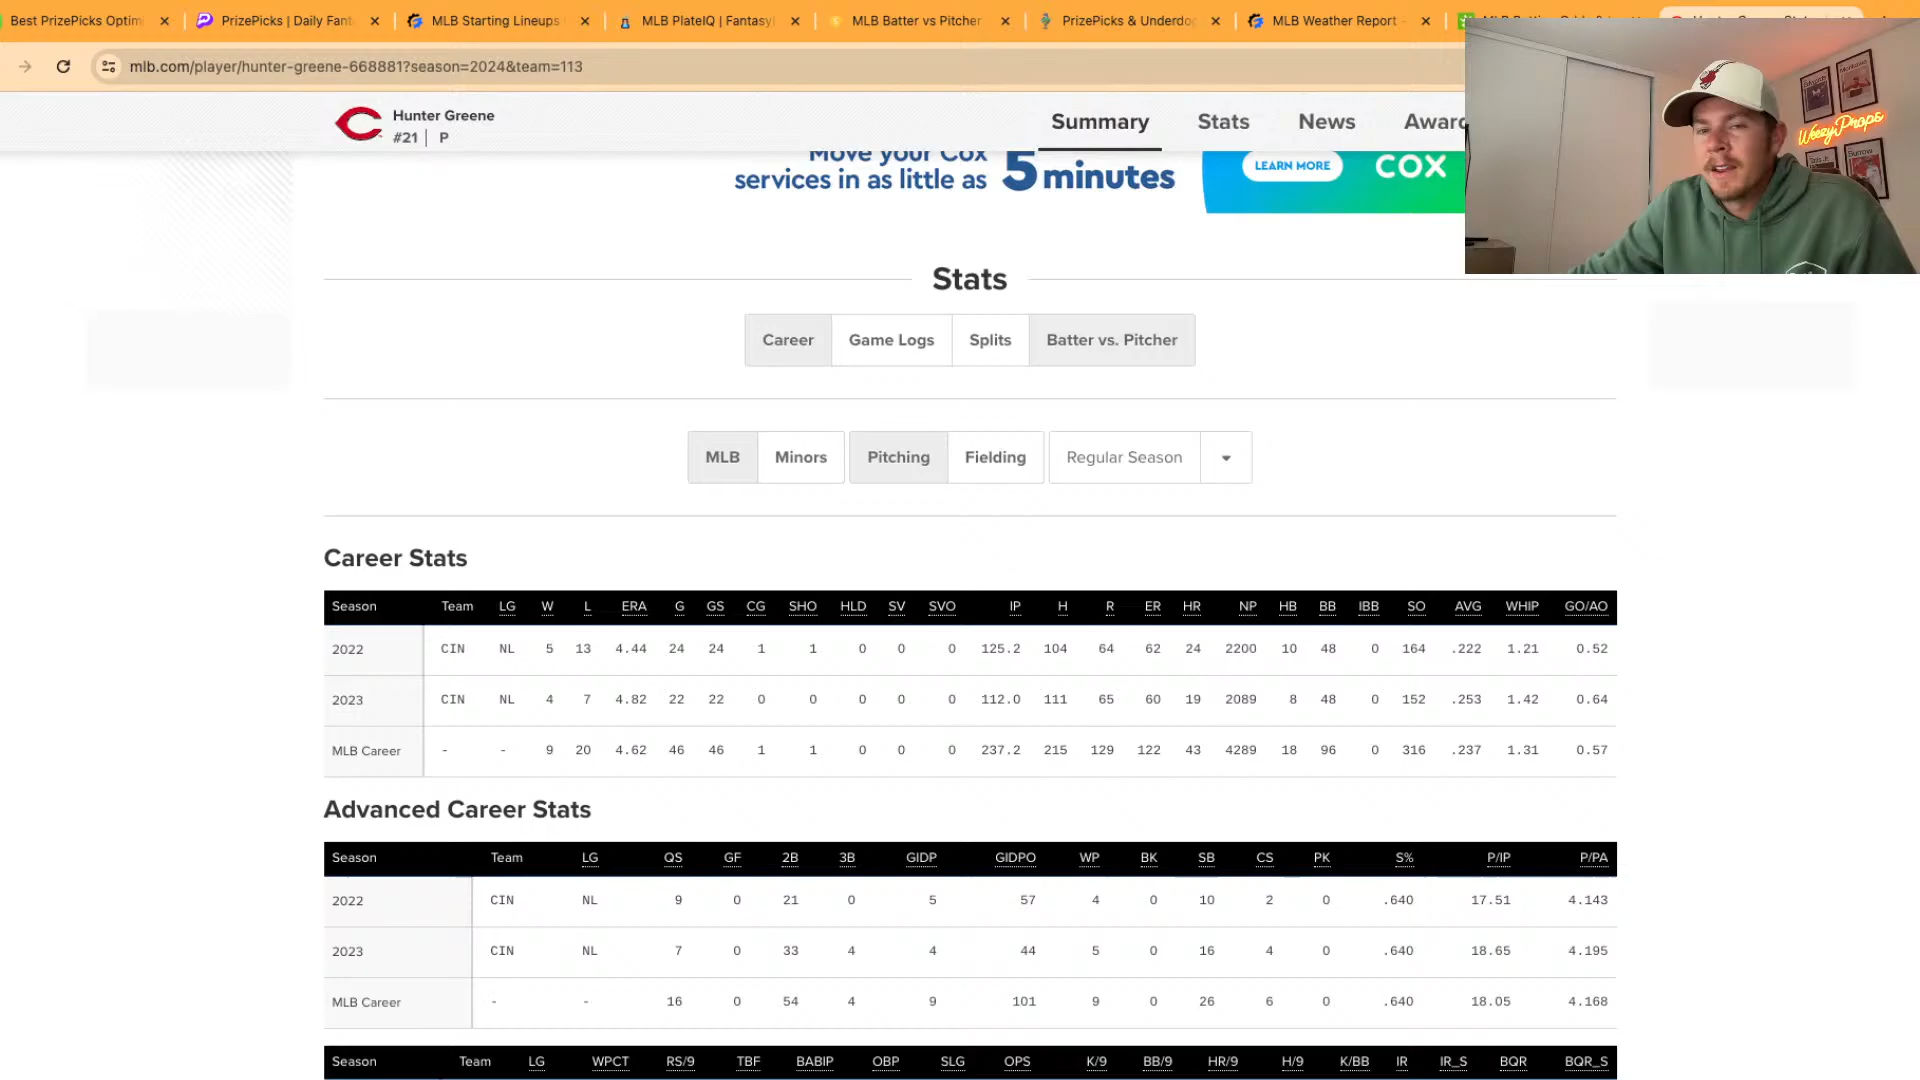 Best PrizePicks Optim
PrizePicks | Daily Fant
MLB Starting Lineups
MLB PlateIQ | Fantasy
MLB Batter vs Pitcher
PrizePicks & Underdo
MLB Weather Report -
mlb.com/player/hunter-greene-668881?season=2024&team=113
Hunter Greene
#21 | P
Summary Stats News Awar
WeezyProps
Move your Cox
services in as little as 5 minutes
LEARN MORE
COX
Stats
Career Game Logs Splits Batter vs. Pitcher
MLB Minors Pitching Fielding Regular Season
Career Stats
Season Team LG W L ERA G GS CG SHO HLD SV SVO IP H R ER HR NP HB BB IBB SO AVG WHIP GO/AO
2022 CIN NL 5 13 4.44 24 24 1 1 0 0 0 125.2 104 64 62 24 2200 10 48 0 164 .222 1.21 0.52
2023 CIN NL 4 7 4.82 22 22 0 0 0 0 0 112.0 111 65 60 19 2089 8 48 0 152 .253 1.42 0.64
MLB Career - - 9 20 4.62 46 46 1 1 0 0 0 237.2 215 129 122 43 4289 18 96 0 316 .237 1.31 0.57
Advanced Career Stats
Season Team LG QS GF 2B 3B GIDP GIDPO WP BK SB CS PK S% P/IP P/PA
2022 CIN NL 9 0 21 0 5 57 4 0 10 2 0 .640 17.51 4.143
2023 CIN NL 7 0 33 4 4 44 5 0 16 4 0 .640 18.65 4.195
MLB Career - - 16 0 54 4 9 101 9 0 26 6 0 .640 18.05 4.168
Season Team LG WPCT RS/9 TBF BABIP OBP SLG OPS K/9 BB/9 HR/9 H/9 K/BB IR IR_S BQR BQR_S